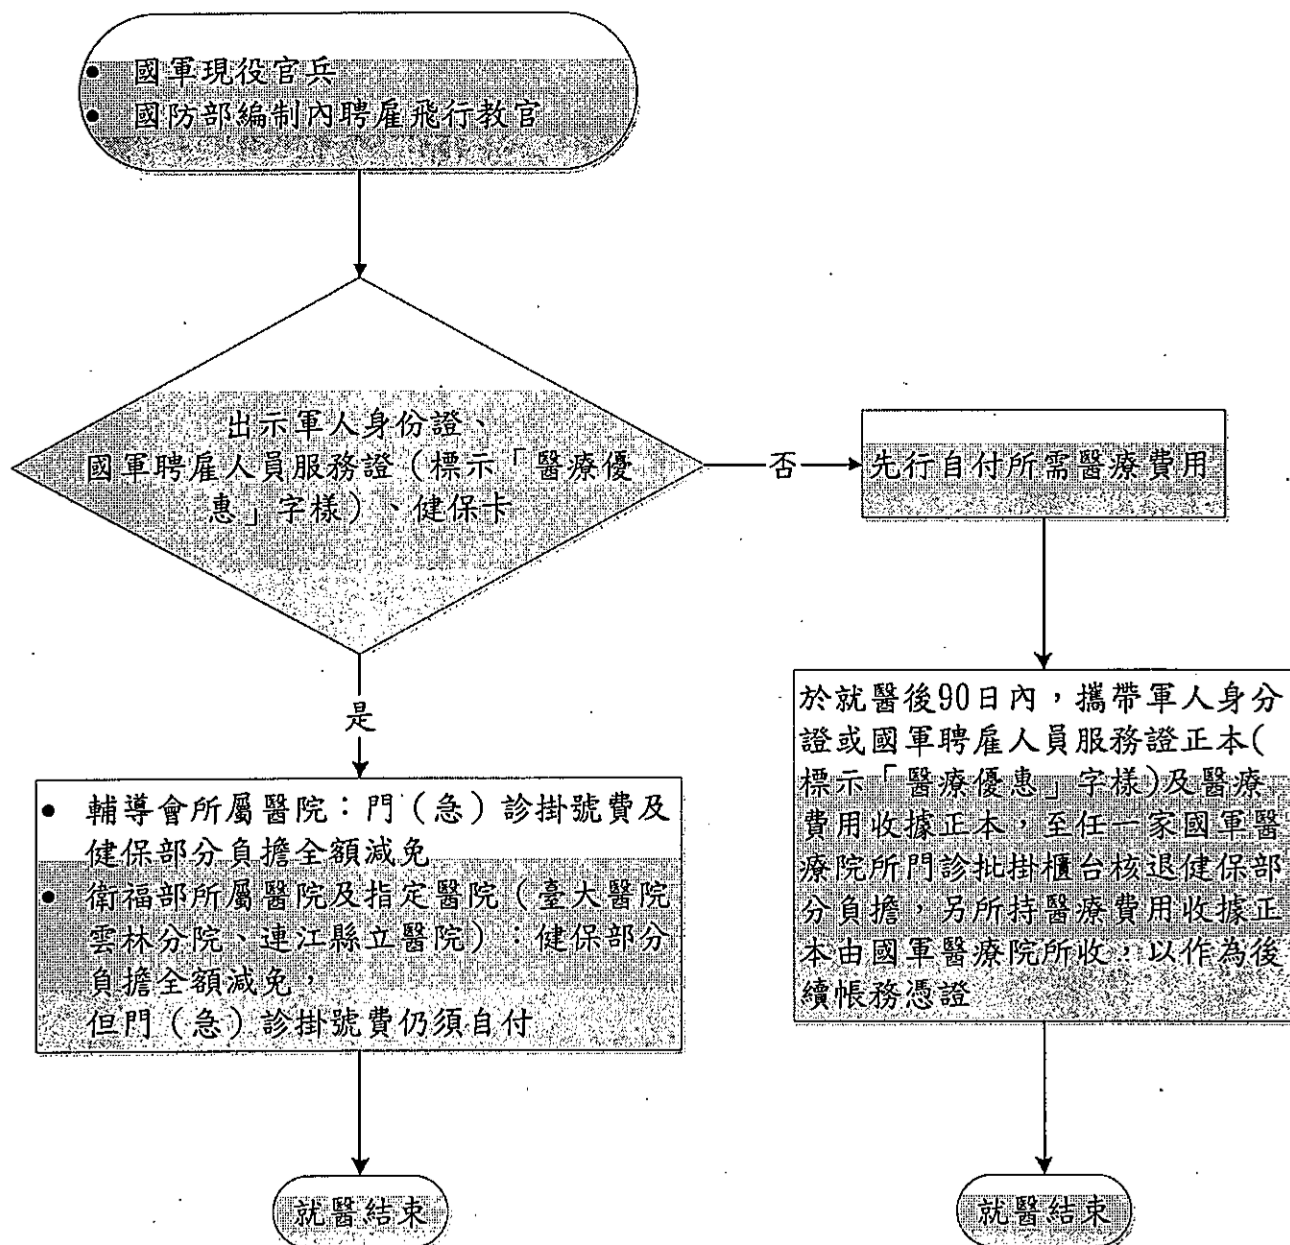 • 國軍現役官兵
• 國防部編制內聘雇飛行教官
出示軍人身份證、
國軍聘雇人員服務證（標示「醫療優
惠」字樣）、健保卡
否
先行自付所需醫療費用
是
• 輔導會所屬醫院：門（急）診掛號費及
健保部分負擔全額減免
• 衛福部所屬醫院及指定醫院（臺大醫院
雲林分院、連江縣立醫院）：健保部分
負擔全額減免，
但門（急）診掛號費仍須自付
於就醫後90日內，攜帶軍人身分
證或國軍聘雇人員服務證正本(
標示「醫療優惠」字樣)及醫療
費用收據正本，至任一家國軍醫
療院所門診批掛櫃台核退健保部
分負擔，另所持醫療費用收據正
本由國軍醫療院所收，以作為後
續帳務憑證
就醫結束
就醫結束